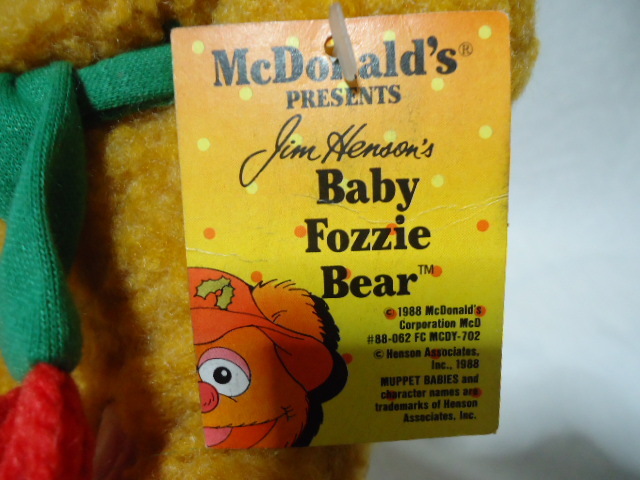 McDonald's®
PRESENTS
Jim Henson's
Baby
Fozzie
Bear™
© 1988 McDonald's
Corporation McD
#88-062 FC MCDY-702
© Henson Associates,
Inc., 1988
MUPPET BABIES and
character names are
trademarks of Henson
Associates, Inc.